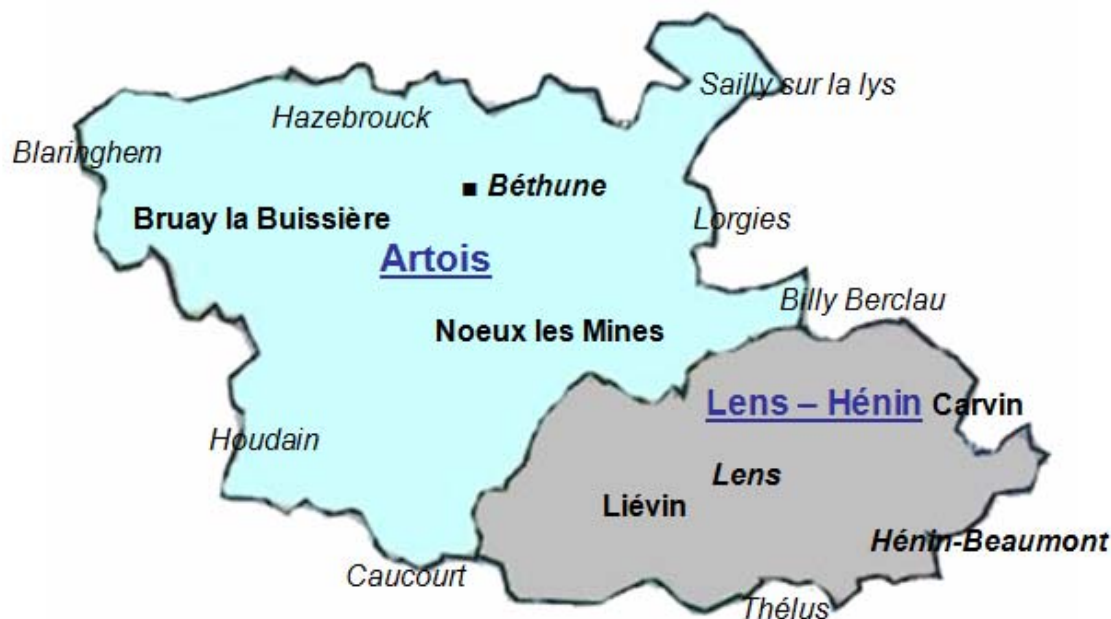 Sailly sur la lys
Hazebrouck
Blaringhem
Béthune
Bruay la Buissière
Lorgies
Artois
Billy Berclau
Noeux les Mines
Lens – Hénin
Carvin
Houdain
Lens
Liévin
Hénin-Beaumont
Caucourt
Thélus